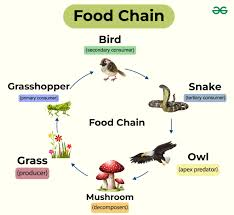 Food Chain
Bird
(secondary consumer)
Grasshopper
(primary consumer)
Snake
(tertiary consumer)
Food Chain
Grass
(producer)
Owl
(apex predator)
Mushroom
(decomposers)